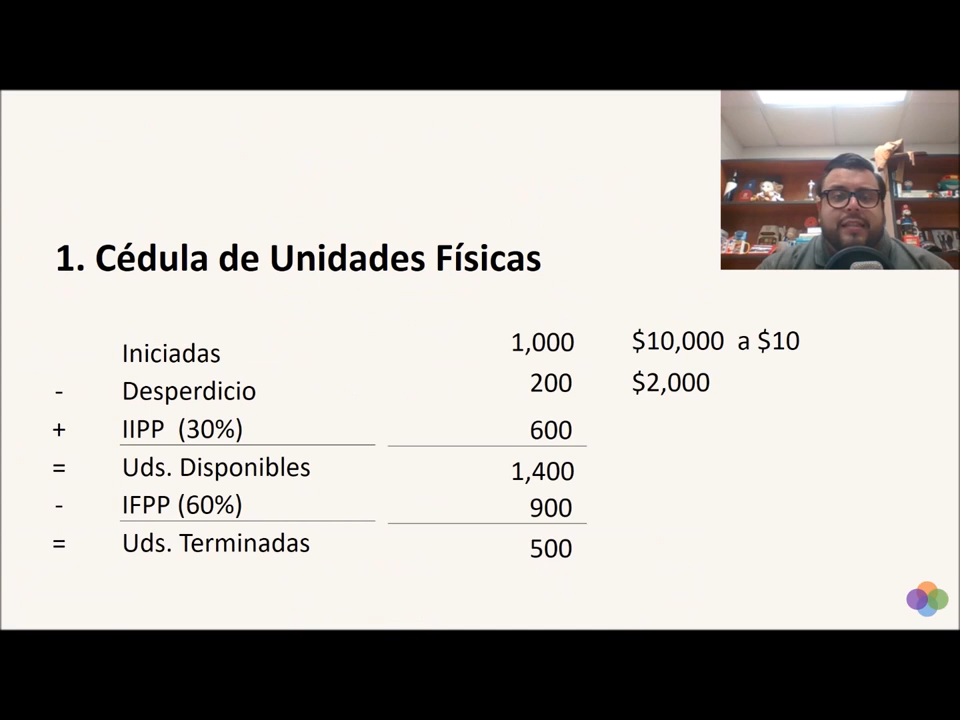 1. Cédula de Unidades Físicas
Iniciadas 1,000 $10,000 a $10
- Desperdicio 200 $2,000
+ IIPP (30%) 600
= Uds. Disponibles 1,400
- IFPP (60%) 900
= Uds. Terminadas 500